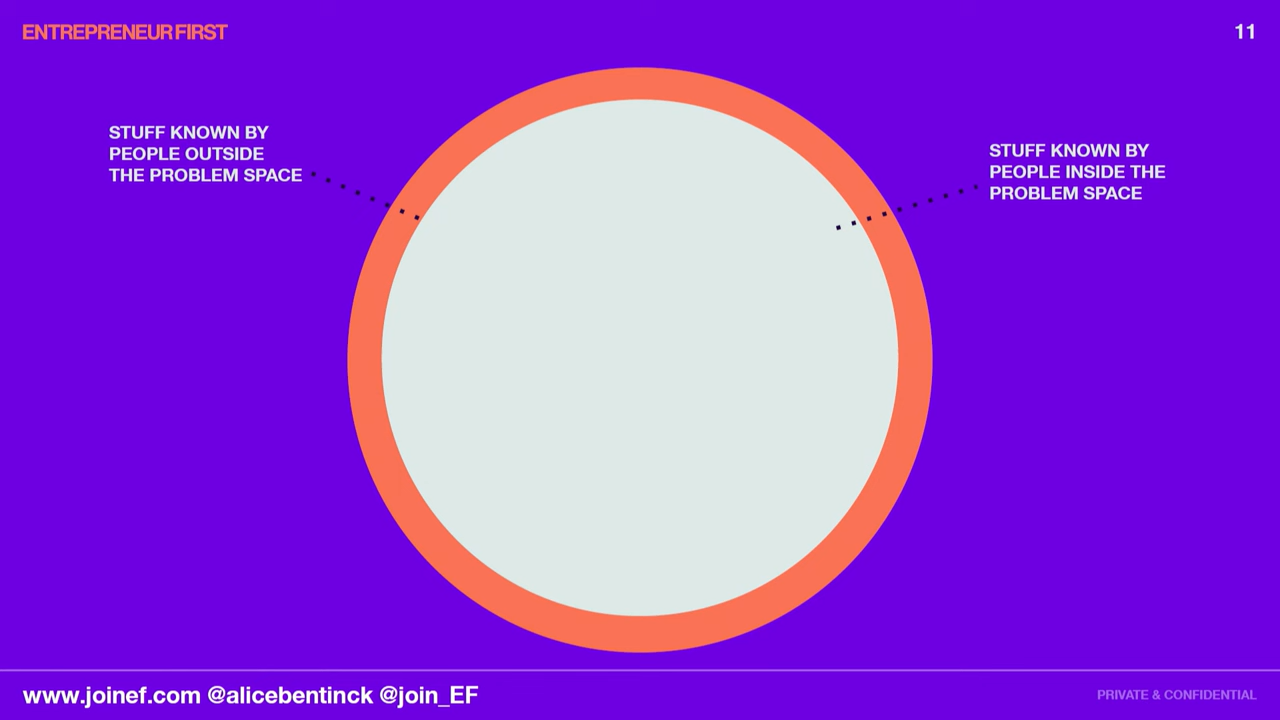 ENTREPRENEUR FIRST
11
STUFF KNOWN BY
PEOPLE OUTSIDE
THE PROBLEM SPACE
STUFF KNOWN BY
PEOPLE INSIDE THE
PROBLEM SPACE
www.joinef.com @alicebentinck @join_EF
PRIVATE & CONFIDENTIAL